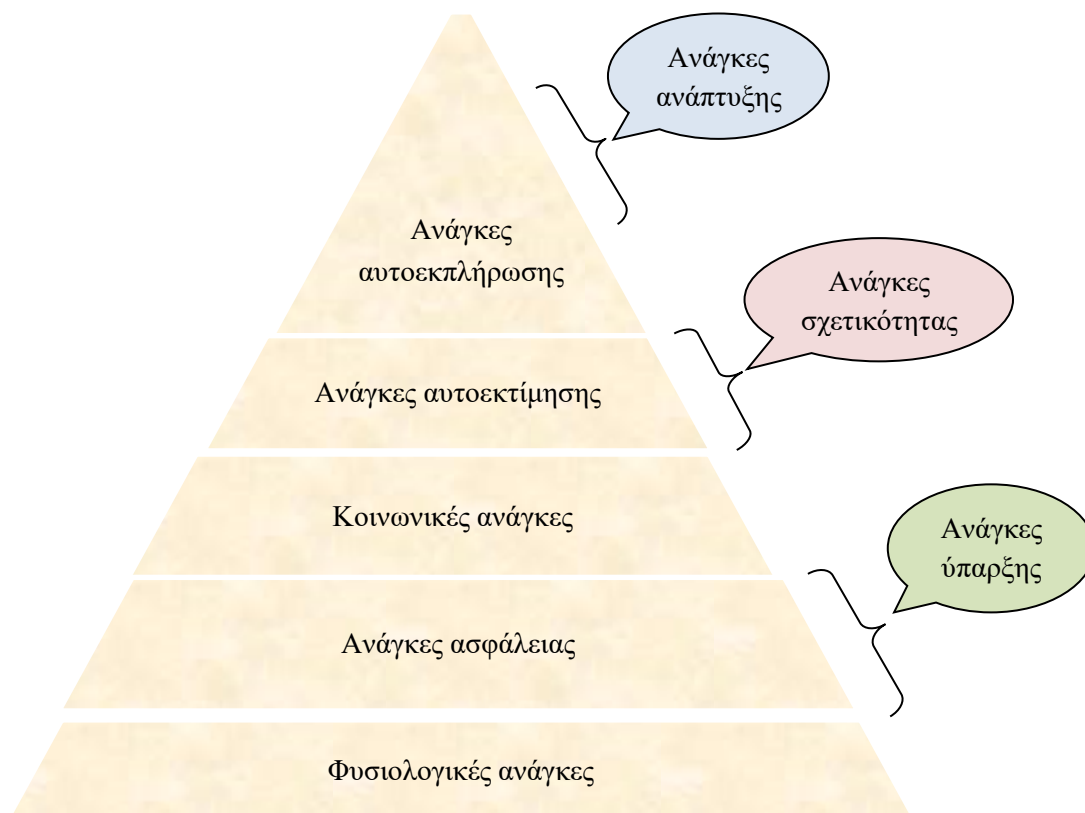 Ανάγκες
ανάπτυξης
Ανάγκες
αυτοεκπλήρωσης
Ανάγκες
σχετικότητας
Ανάγκες αυτοεκτίμησης
Κοινωνικές ανάγκες
Ανάγκες
ύπαρξης
Ανάγκες ασφάλειας
Φυσιολογικές ανάγκες